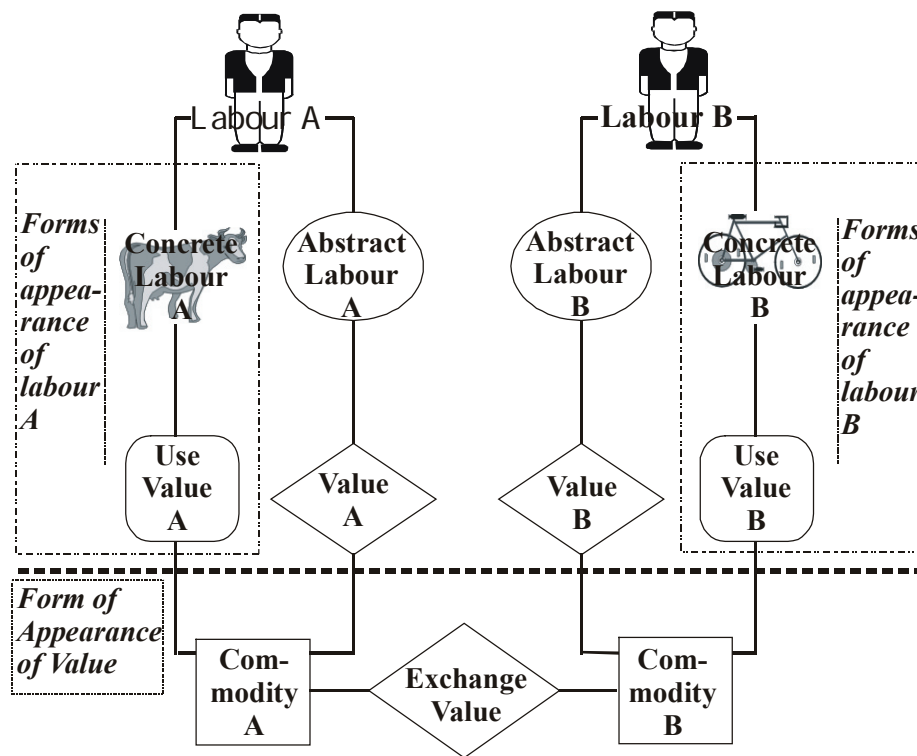 Labour A
Labour B
Forms
of
appea-
rance
of
labour
A
Concrete
Labour
A
Abstract
Labour
A
Abstract
Labour
B
Concrete
Labour
B
Forms
of
appea-
rance
of
labour
B
Use
Value
A
Value
A
Value
B
Use
Value
B
Form of
Appearance
of Value
Com-
modity
A
Exchange
Value
Com-
modity
B